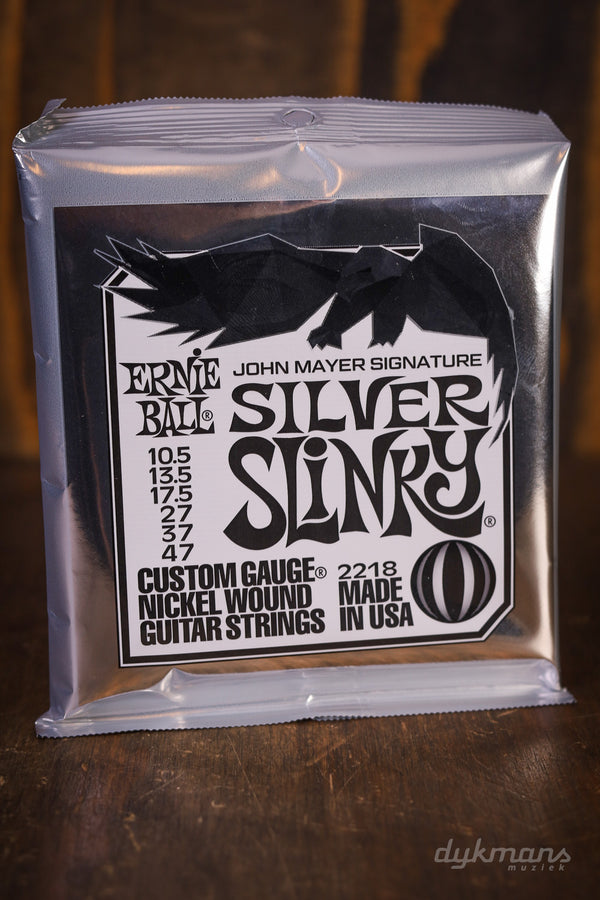 JOHN MAYER SIGNATURE
ERNIE
BALL®
SILVER
SLINKY®
10.5
13.5
17.5
27
37
47
CUSTOM GAUGE®
NICKEL WOUND
GUITAR STRINGS
2218
MADE
IN USA
dykmans
muziek